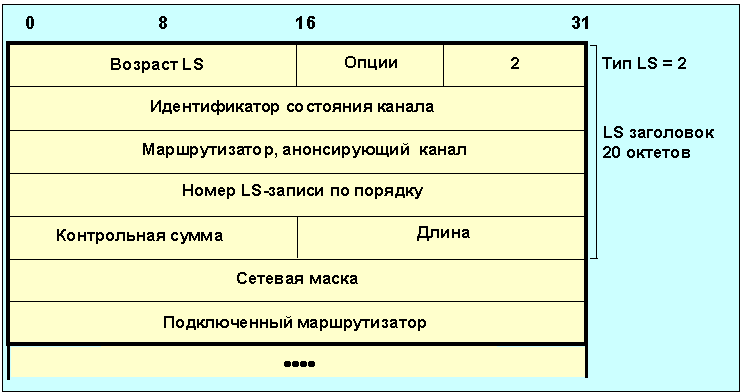 0 8 16 31
Возраст LS Опции 2 Тип LS = 2
Идентификатор состояния канала
Маршрутизатор, анонсирующий канал
LS заголовок
20 октетов
Номер LS-записи по порядку
Контрольная сумма Длина
Сетевая маска
Подключенный маршрутизатор
••••